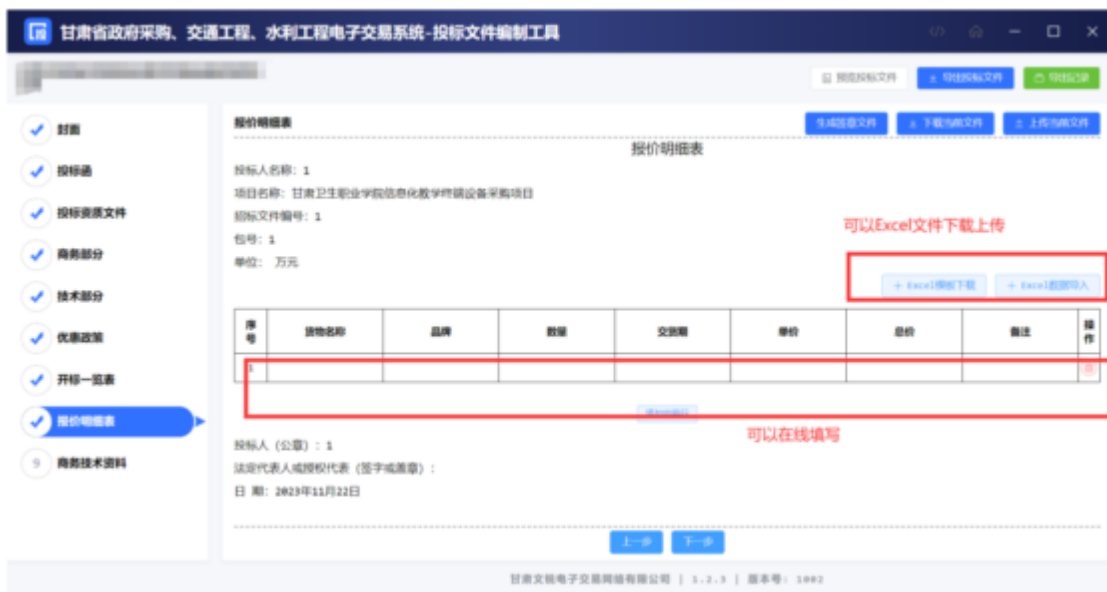 甘肃省政府采购、交通工程、水利工程电子交易系统-投标文件编制工具
预览投标文件 导出投标文件 导出记录
封面
投标函
投标资质文件
商务部分
技术部分
优惠政策
开标一览表
报价明细表
9 商务技术资料
报价明细表 生成签章文件 下载当前文件 上传当前文件
报价明细表
投标人名称: 1
项目名称: 甘肃卫生职业学院信息化教学终端设备采购项目
招标文件编号: 1
包号: 1
单位: 万元
可以Excel文件下载上传
+ Excel模板下载 + Excel数据导入
序号 货物名称 品牌 数量 交货期 单价 总价 备注 操作
1
可以在线填写
投标人 (公章) : 1
法定代表人或授权代表 (签字或盖章) :
日 期: 2023年11月22日
上一步 下一步
甘肃文锐电子交易网络有限公司 | 1.2.3 | 版本号: 1002